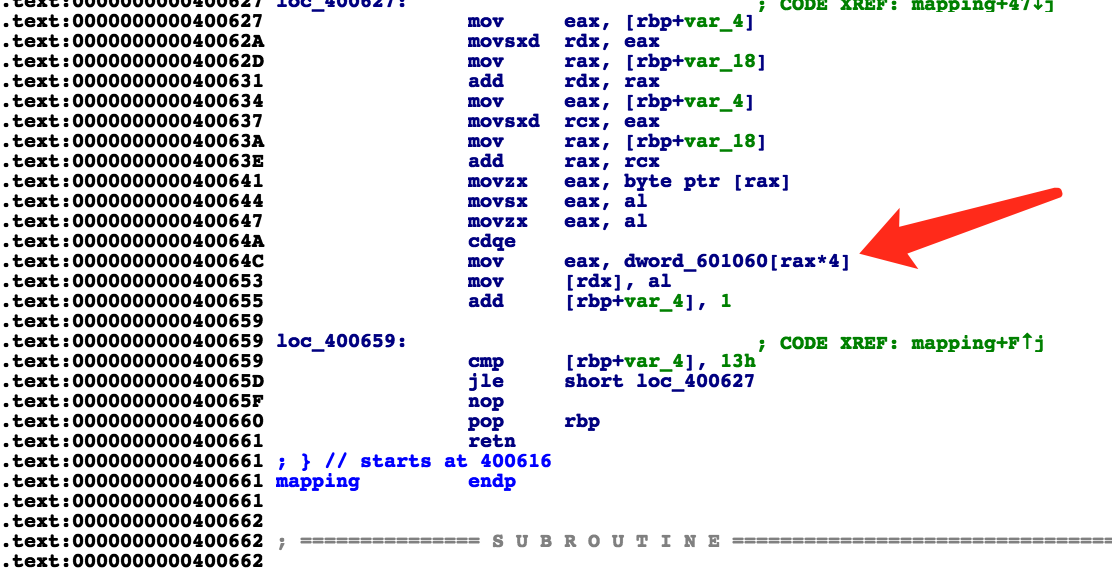 .text:0000000000400627 loc_400627: ; CODE XREF: mapping+47↓j
.text:0000000000400627 mov eax, [rbp+var_4]
.text:000000000040062A movsxd rdx, eax
.text:000000000040062D mov rax, [rbp+var_18]
.text:0000000000400631 add rdx, rax
.text:0000000000400634 mov eax, [rbp+var_4]
.text:0000000000400637 movsxd rcx, eax
.text:000000000040063A mov rax, [rbp+var_18]
.text:000000000040063E add rax, rcx
.text:0000000000400641 movzx eax, byte ptr [rax]
.text:0000000000400644 movsx eax, al
.text:0000000000400647 movzx eax, al
.text:000000000040064A cdqe
.text:000000000040064C mov eax, dword_601060[rax*4]
.text:0000000000400653 mov [rdx], al
.text:0000000000400655 add [rbp+var_4], 1
.text:0000000000400659
.text:0000000000400659 loc_400659: ; CODE XREF: mapping+F↑j
.text:0000000000400659 cmp [rbp+var_4], 13h
.text:000000000040065D jle short loc_400627
.text:000000000040065F nop
.text:0000000000400660 pop rbp
.text:0000000000400661 retn
.text:0000000000400661 ; } // starts at 400616
.text:0000000000400661 mapping endp
.text:0000000000400661
.text:0000000000400662
.text:0000000000400662 ; =============== S U B R O U T I N E ================================
.text:0000000000400662